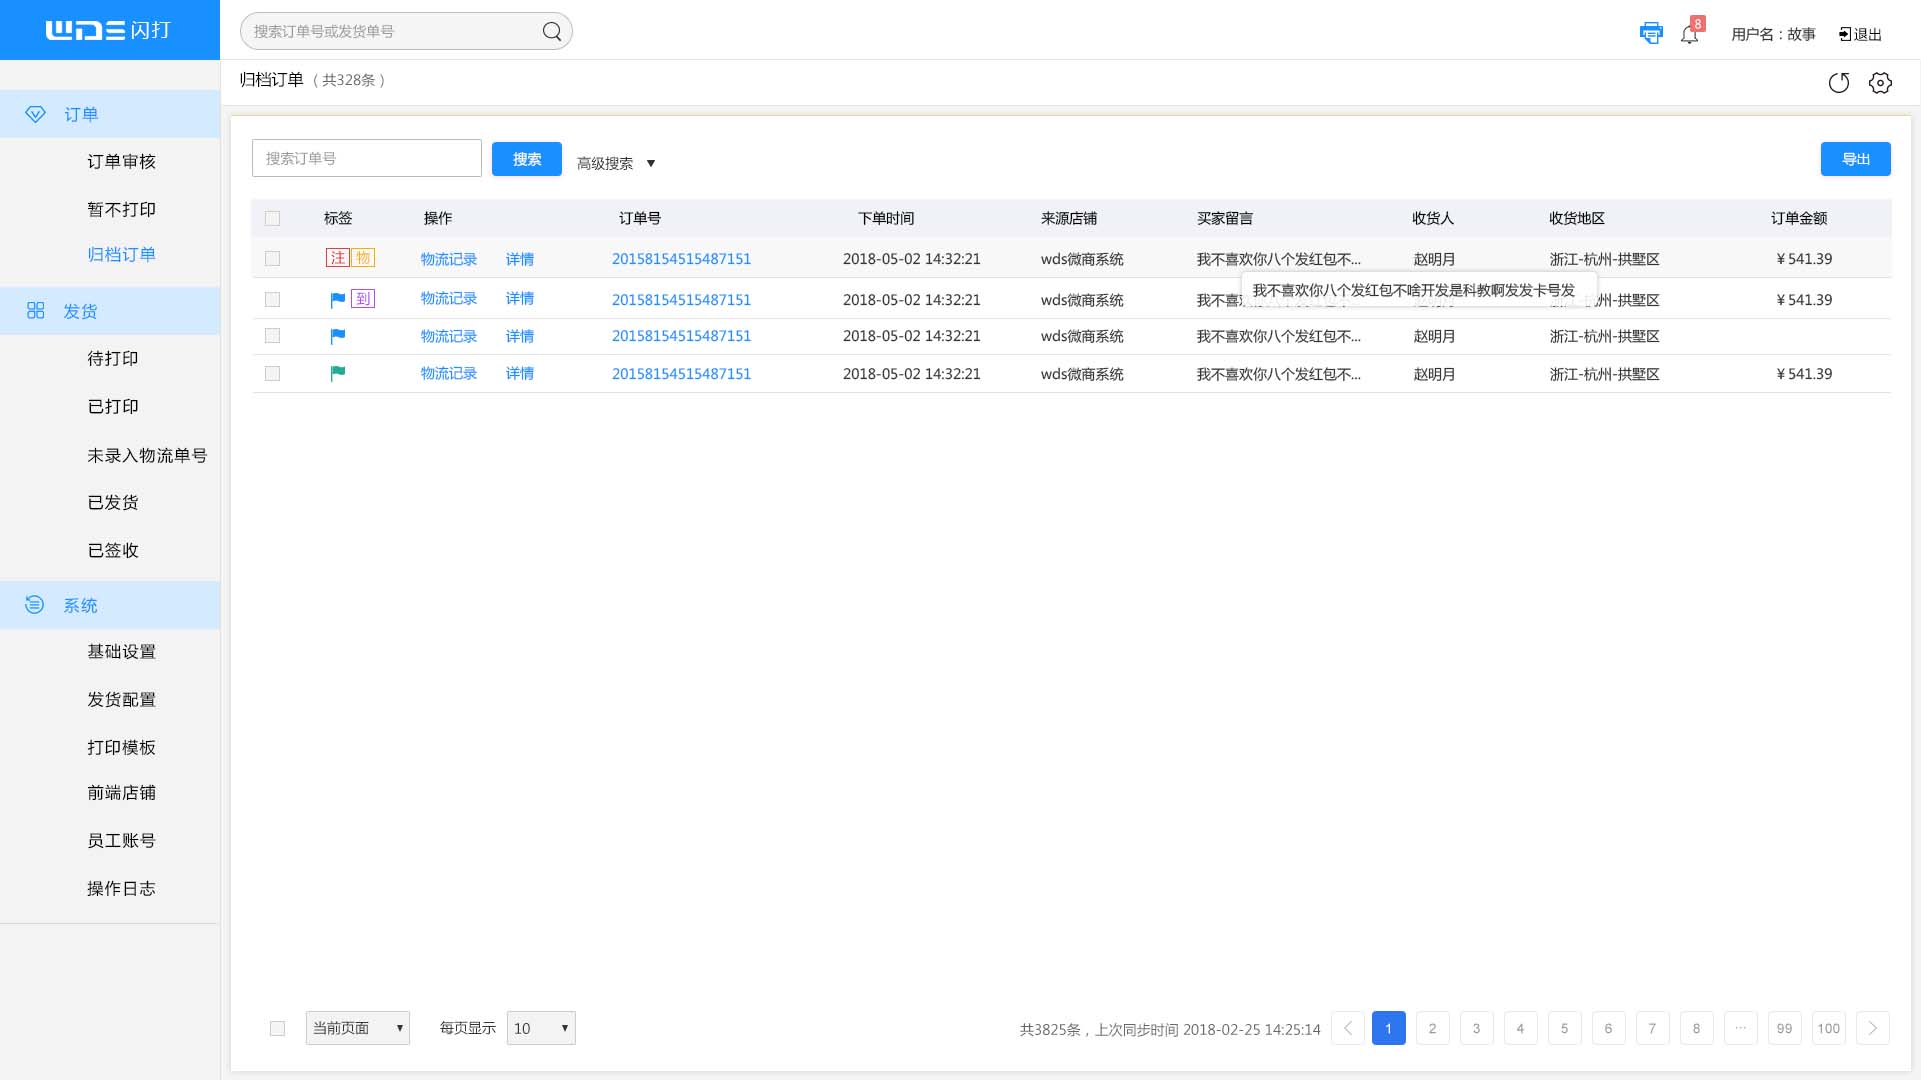 WDS闪打
搜索订单号或发货单号
8
用户名：故事
退出
归档订单（共328条）
订单
订单审核
暂不打印
归档订单
发货
待打印
已打印
未录入物流单号
已发货
已签收
系统
基础设置
发货配置
打印模板
前端店铺
员工账号
操作日志
搜索订单号 搜索 高级搜索 ▼ 导出
标签 操作 订单号 下单时间 来源店铺 买家留言 收货人 收货地区 订单金额
注 物 物流记录 详情 20158154515487151 2018-05-02 14:32:21 wds微商系统 我不喜欢你八个发红包不... 赵明月 浙江-杭州-拱墅区 ¥ 541.39
我不喜欢你八个发红包不啥开发是科教啊发发卡号发
到 物流记录 详情 20158154515487151 2018-05-02 14:32:21 wds微商系统 我不喜 州-拱墅区 ¥ 541.39
物流记录 详情 20158154515487151 2018-05-02 14:32:21 wds微商系统 我不喜欢你八个发红包不... 赵明月 浙江-杭州-拱墅区
物流记录 详情 20158154515487151 2018-05-02 14:32:21 wds微商系统 我不喜欢你八个发红包不... 赵明月 浙江-杭州-拱墅区 ¥ 541.39
当前页面 ▼ 每页显示 10 ▼ 共3825条，上次同步时间 2018-02-25 14:25:14 1 2 3 4 5 6 7 8 ··· 99 100